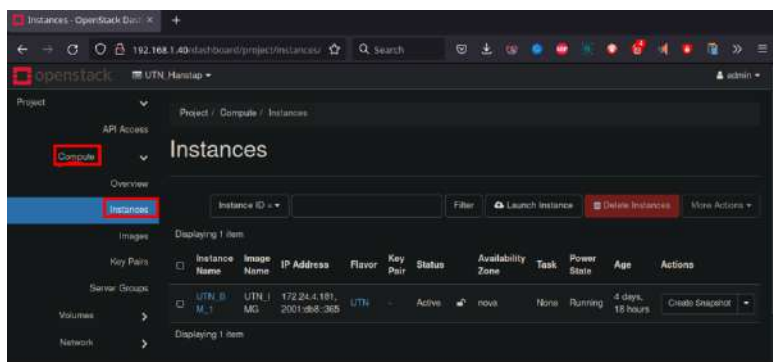 Instances - OpenStack Dast
192.168.1.40/dashboard/project/instances/
Search
openstack.
UTN_Hanstap
admin
Project
API Access
Compute
Overview
Instances
Images
Key Pairs
Server Groups
Volumes
Network
Project / Compute / Instances
Instances
Instance ID =
Filter
Launch Instance
Delete Instances
More Actions
Displaying 1 item
Instance Name
Image Name
IP Address
Flavor
Key Pair
Status
Availability Zone
Task
Power State
Age
Actions
UTN_B M_1
UTN_I MG
172.24.4.181, 2001:db8::365
UTN
-
Active
nova
None
Running
4 days, 18 hours
Create Snapshot
Displaying 1 item